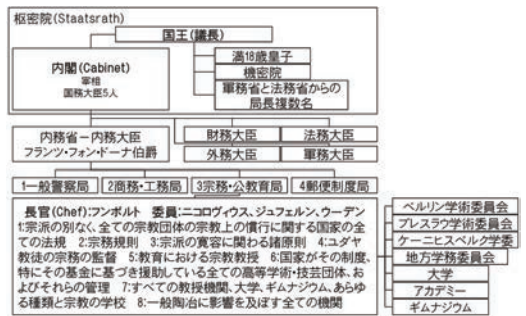 枢密院(Staatsrath)
国王(議長)
内閣(Cabinet)
宰相
国務大臣5人
満18歳皇子
機密院
軍務省と法務省からの
局長複数名
内務省－内務大臣
フランツ・フォン・ドーナ伯爵
財務大臣
法務大臣
外務大臣
軍務大臣
1一般警察局
2商務・工務局
3宗務・公教育局
4郵便制度局
長官(Chef):フンボルト 委員:ニコロヴィウス、ジュフェルン、ウーデン
1:宗派の別なく、全ての宗教団体の宗教上の慣行に関する国家の全
ての法規 2:宗務規則 3:宗派の寛容に関わる諸原則 4:ユダヤ
教徒の宗務の監督 5:教育における宗教教授 6:国家がその制度、
特にその基金に基づき援助している全ての高等学術・技芸団体、お
よびそれらの管理 7:すべての教授機関、大学、ギムナジウム、あらゆ
る種類と宗教の学校 8:一般陶冶に影響を及ぼす全ての機関
ベルリン学術委員会
ブレスラウ学術委員会
ケーニヒスベルク学委
地方学務委員会
大学
アカデミー
ギムナジウム